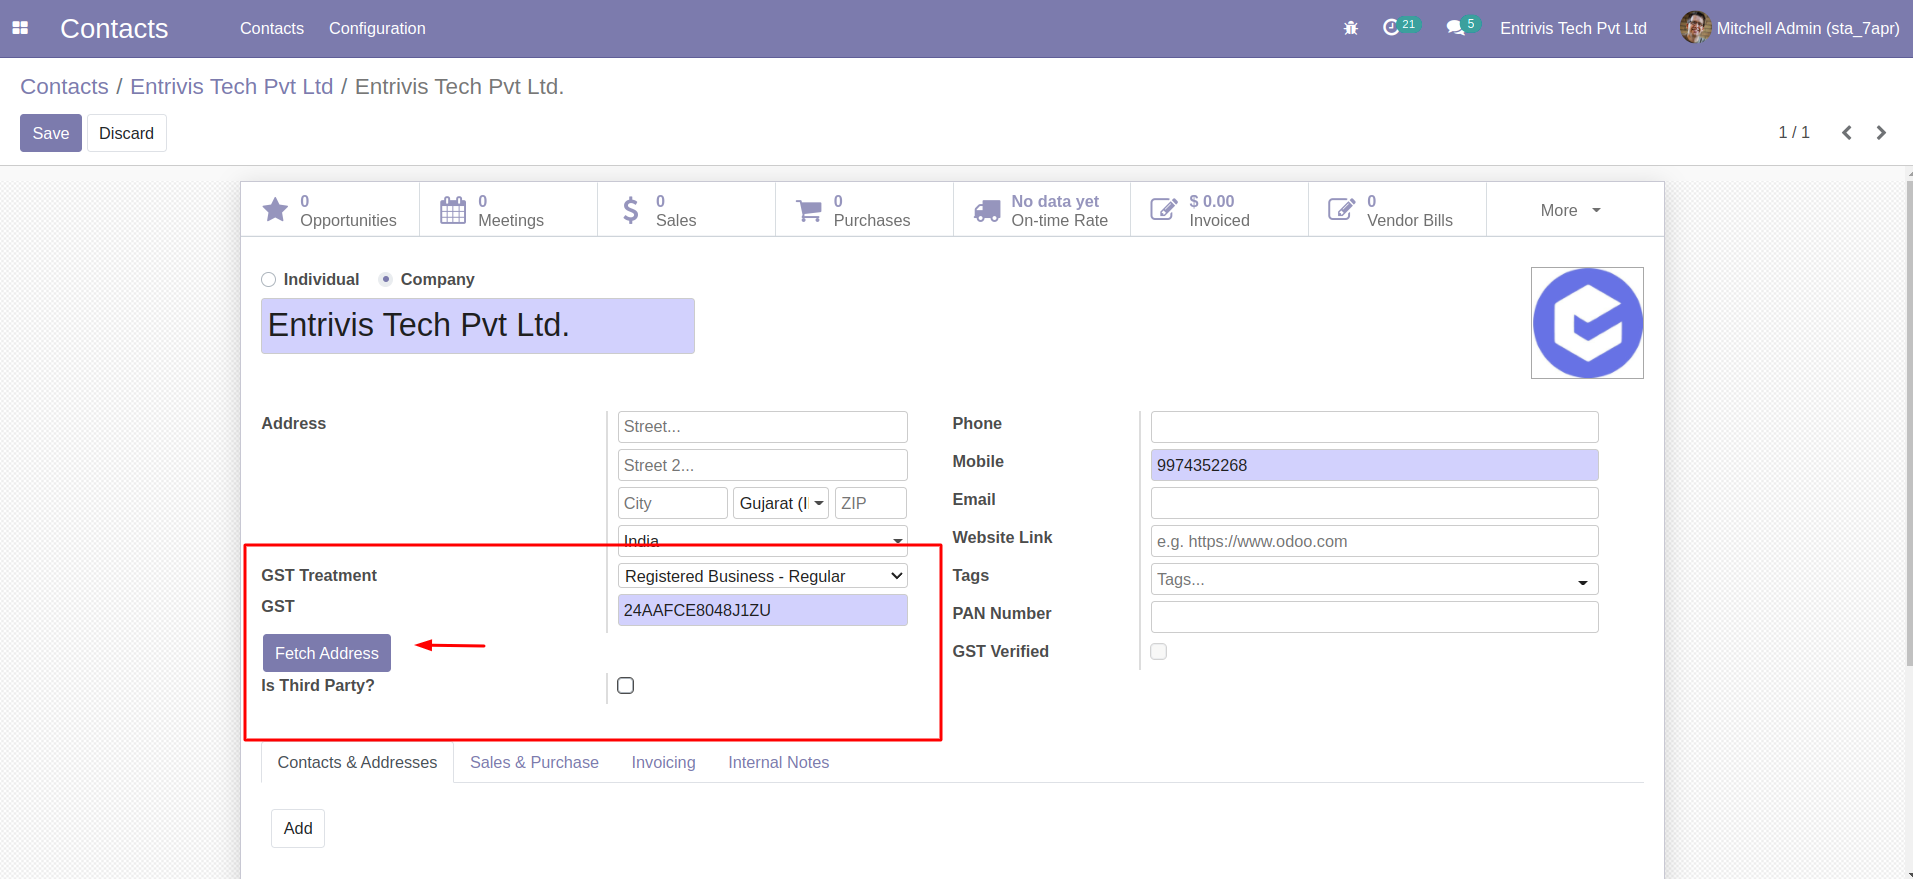 Contacts Contacts Configuration 21 5 Entrivis Tech Pvt Ltd Mitchell Admin (sta_7apr)
Contacts / Entrivis Tech Pvt Ltd / Entrivis Tech Pvt Ltd.
Save Discard 1 / 1
0 Opportunities
0 Meetings
0 Sales
0 Purchases
No data yet On-time Rate
$ 0.00 Invoiced
0 Vendor Bills
More
Individual Company
Entrivis Tech Pvt Ltd.
Address
Street...
Street 2...
City Gujarat (I ZIP
India
GST Treatment Registered Business - Regular
GST 24AAFCE8048J1ZU
Fetch Address
Is Third Party?
Phone
Mobile 9974352268
Email
Website Link e.g. https://www.odoo.com
Tags Tags...
PAN Number
GST Verified
Contacts & Addresses Sales & Purchase Invoicing Internal Notes
Add